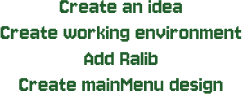 Create an idea
Create working environment
Add Ralib
Create mainMenu design